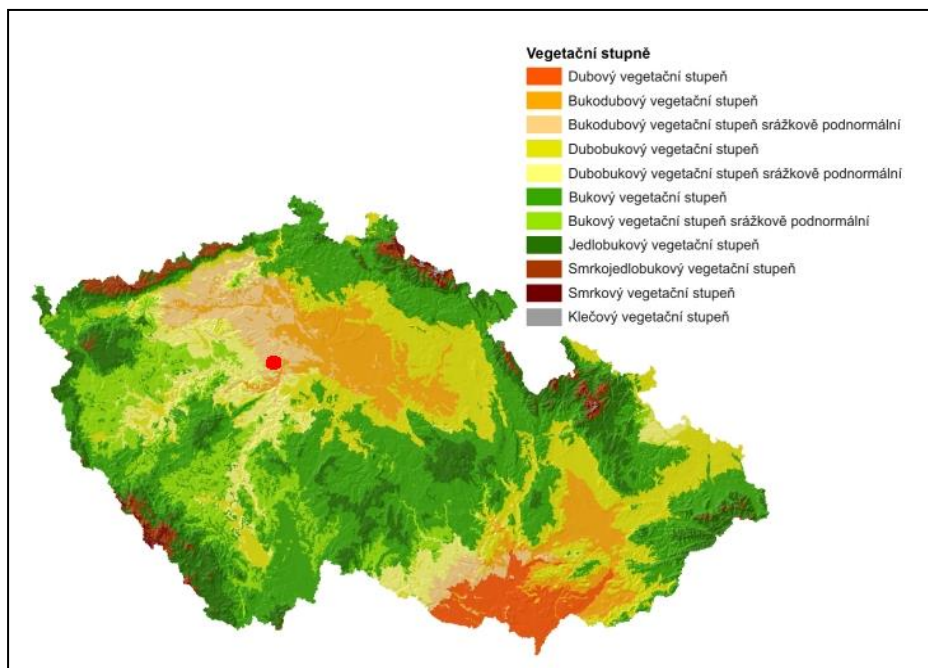 Vegetační stupně
Dubový vegetační stupeň
Bukodubový vegetační stupeň
Bukodubový vegetační stupeň srážkově podnormální
Dubobukový vegetační stupeň
Dubobukový vegetační stupeň srážkově podnormální
Bukový vegetační stupeň
Bukový vegetační stupeň srážkově podnormální
Jedlobukový vegetační stupeň
Smrkojedlobukový vegetační stupeň
Smrkový vegetační stupeň
Klečový vegetační stupeň